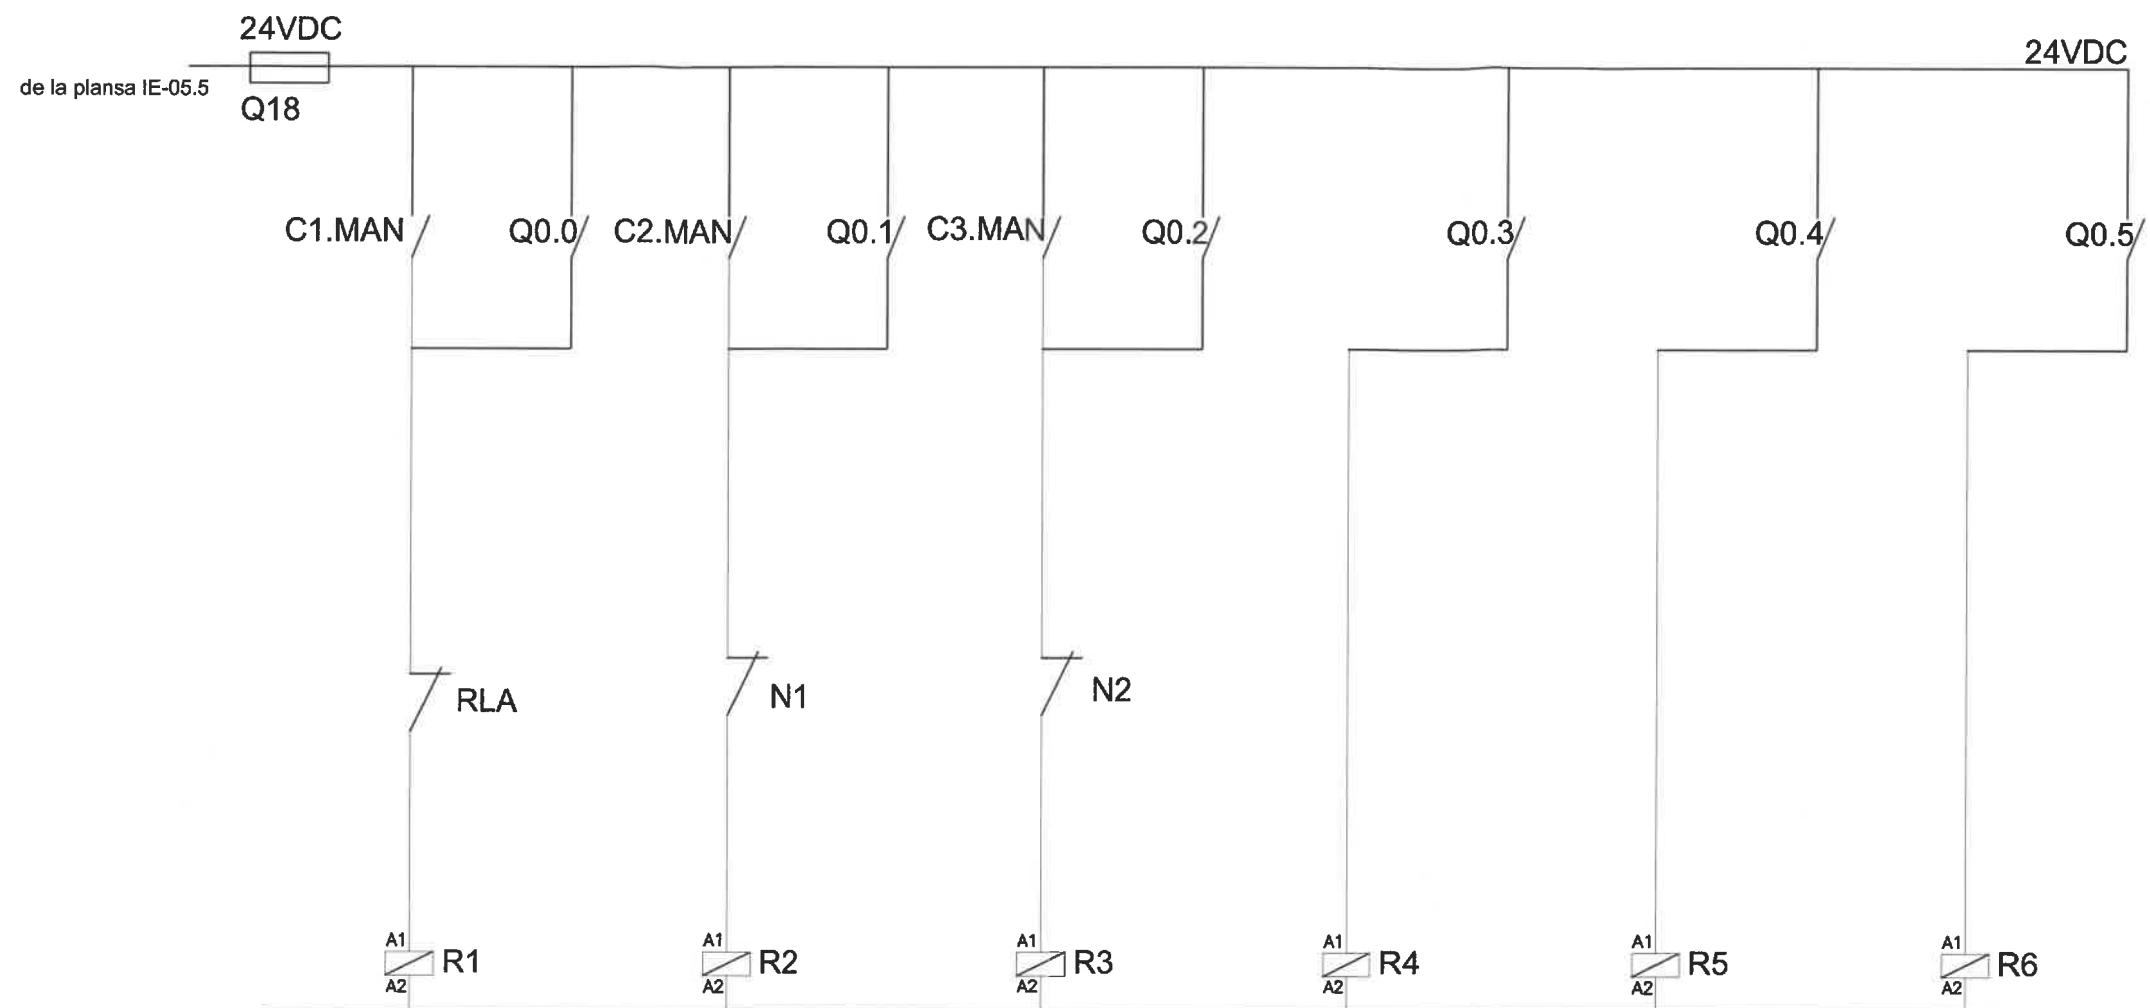 24VDC
24VDC
de la plansa IE-05.5
Q18
C1.MAN
Q0.0
C2.MAN
Q0.1
C3.MAN
Q0.2
Q0.3
Q0.4
Q0.5
RLA
N1
N2
A1
R1
A2
A1
R2
A2
A1
R3
A2
A1
R4
A2
A1
R5
A2
A1
R6
A2